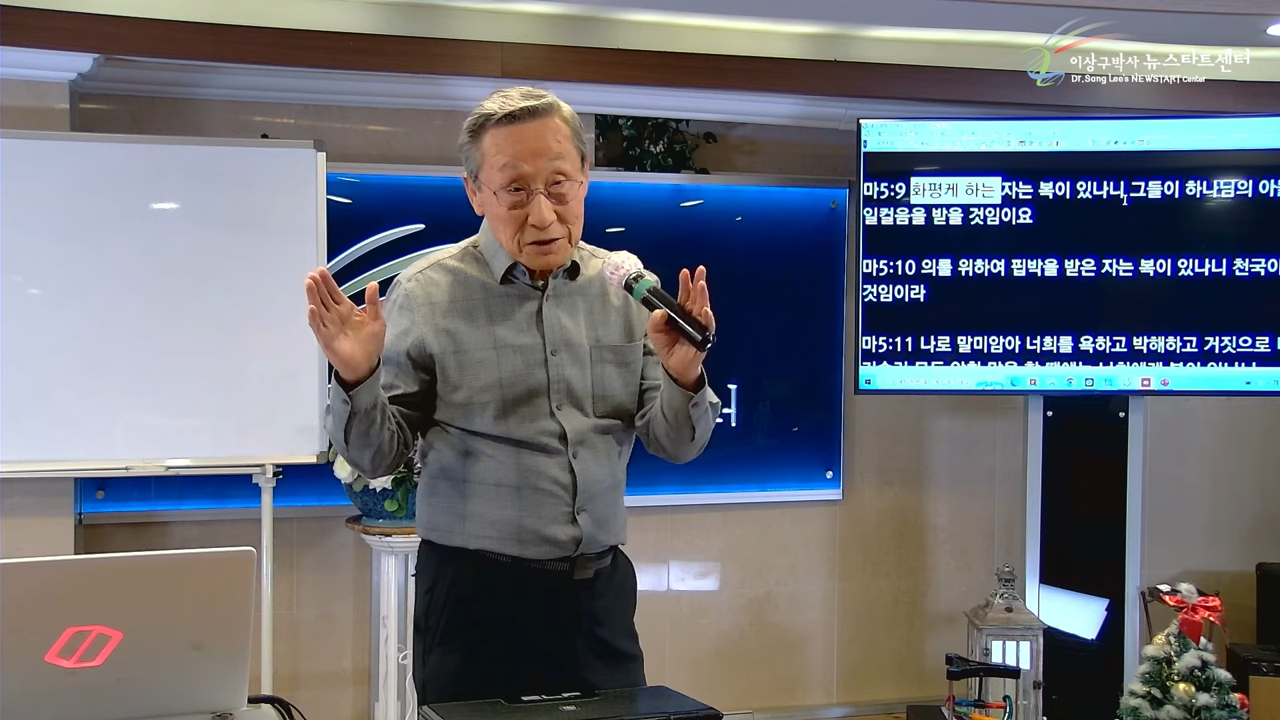 이상구박사 뉴스타트센터
Dr. Sang Lee's NEWSTART Center
마5:9 화평케 하는 자는 복이 있나니 그들이 하나님의
일컬음을 받을 것임이요
마5:10 의를 위하여 핍박을 받은 자는 복이 있나니 천국이
것임이라
마5:11 나로 말미암아 너희를 욕하고 박해하고 거짓으로